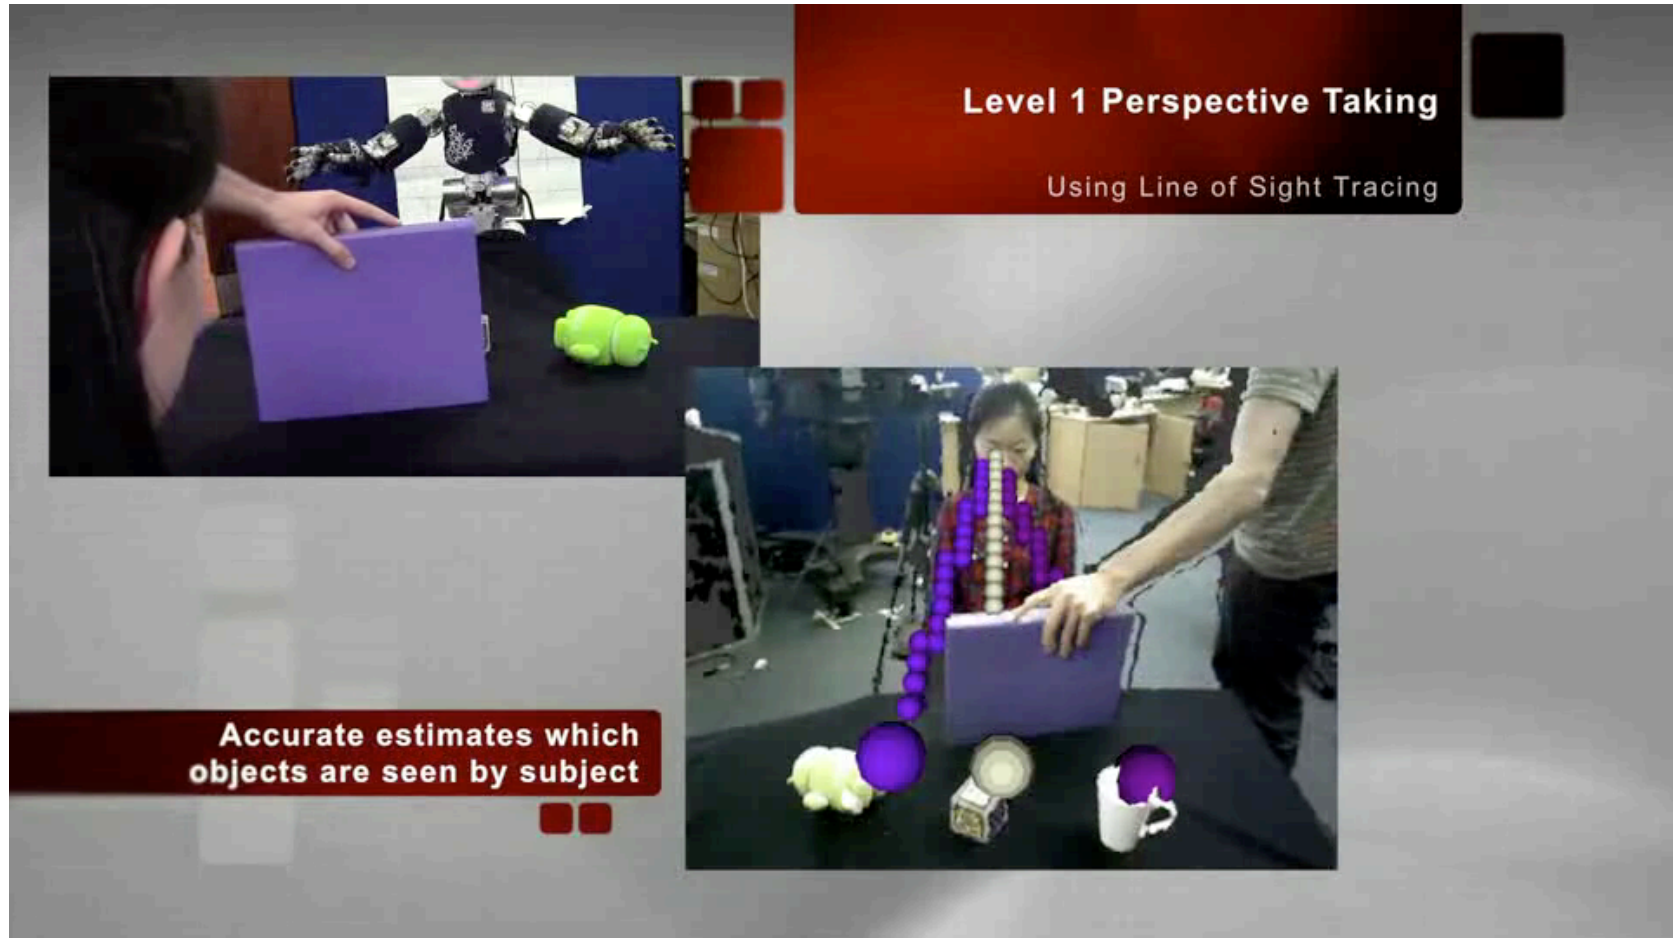 Level 1 Perspective Taking
Using Line of Sight Tracing
Accurate estimates which
objects are seen by subject